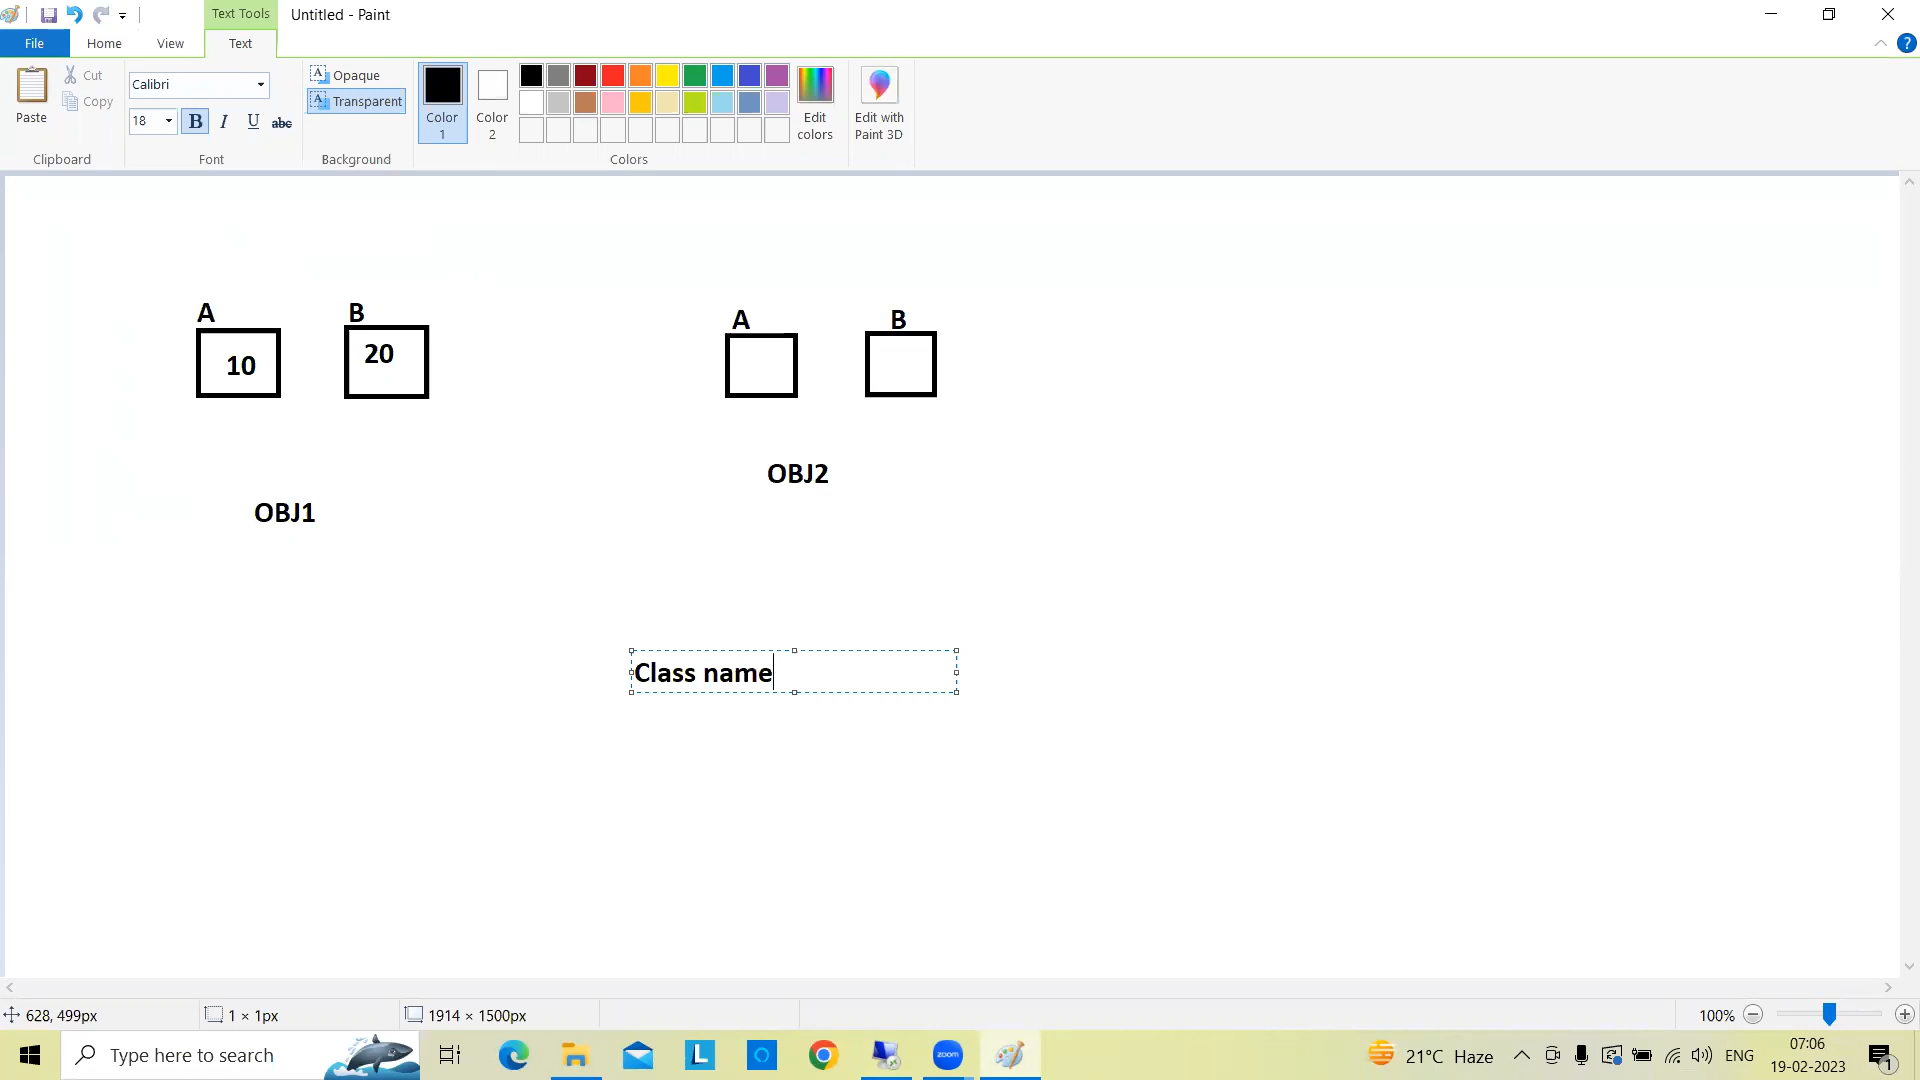 Text Tools
Untitled - Paint
File
Home
View
Text
?
Paste
Cut
Copy
Clipboard
Calibri
18
B I U abc
Font
Opaque
Transparent
Background
Color 1
Color 2
Colors
Edit colors
Edit with Paint 3D
A
B
10
20
OBJ1
A
B
OBJ2
Class name
628, 499px
1 × 1px
1914 × 1500px
100%
Type here to search
L
zoom
21°C Haze
ENG
07:06
19-02-2023
1